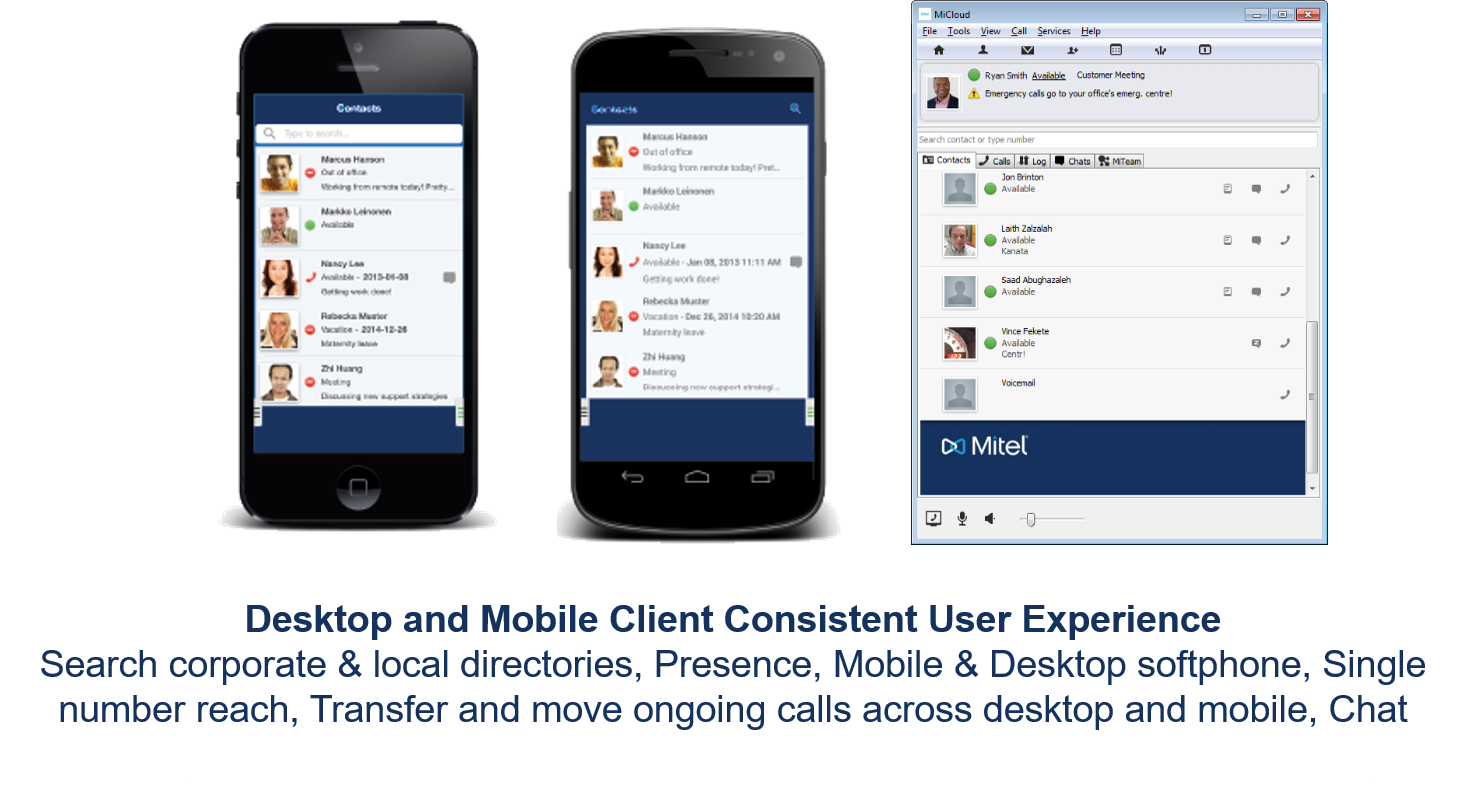 Contacts
Type to search...
Marcus Hanson
Out of office
Working from remote today! Pretty...
Markko Leinonen
Available
Nancy Lee
Available - 2013-01-08
Getting work done!
Rebecka Muster
Vacation - 2014-12-26
Maternity leave
Zhi Huang
Meeting
Discussing new support strategies
Contacts
Marcus Hanson
Out of office
Working from remote today! Pret...
Markko Leinonen
Available
Nancy Lee
Available - Jan 08, 2013 11:11 AM
Getting work done!
Rebecka Muster
Vacation - Dec 26, 2014 10:20 AM
Maternity leave
Zhi Huang
Meeting
Discussing new support strategi...
MiCloud
File Tools View Call Services Help
Ryan Smith Available Customer Meeting
Emergency calls go to your office's emerg. centre!
Search contact or type number
Contacts Calls Log Chats MiTeam
Jon Brinton
Available
Laith Zalzalah
Available
Kanata
Saad Abughazaleh
Available
Vince Fekete
Available
Centr!
Voicemail
Mitel
Desktop and Mobile Client Consistent User Experience
Search corporate & local directories, Presence, Mobile & Desktop softphone, Single
number reach, Transfer and move ongoing calls across desktop and mobile, Chat